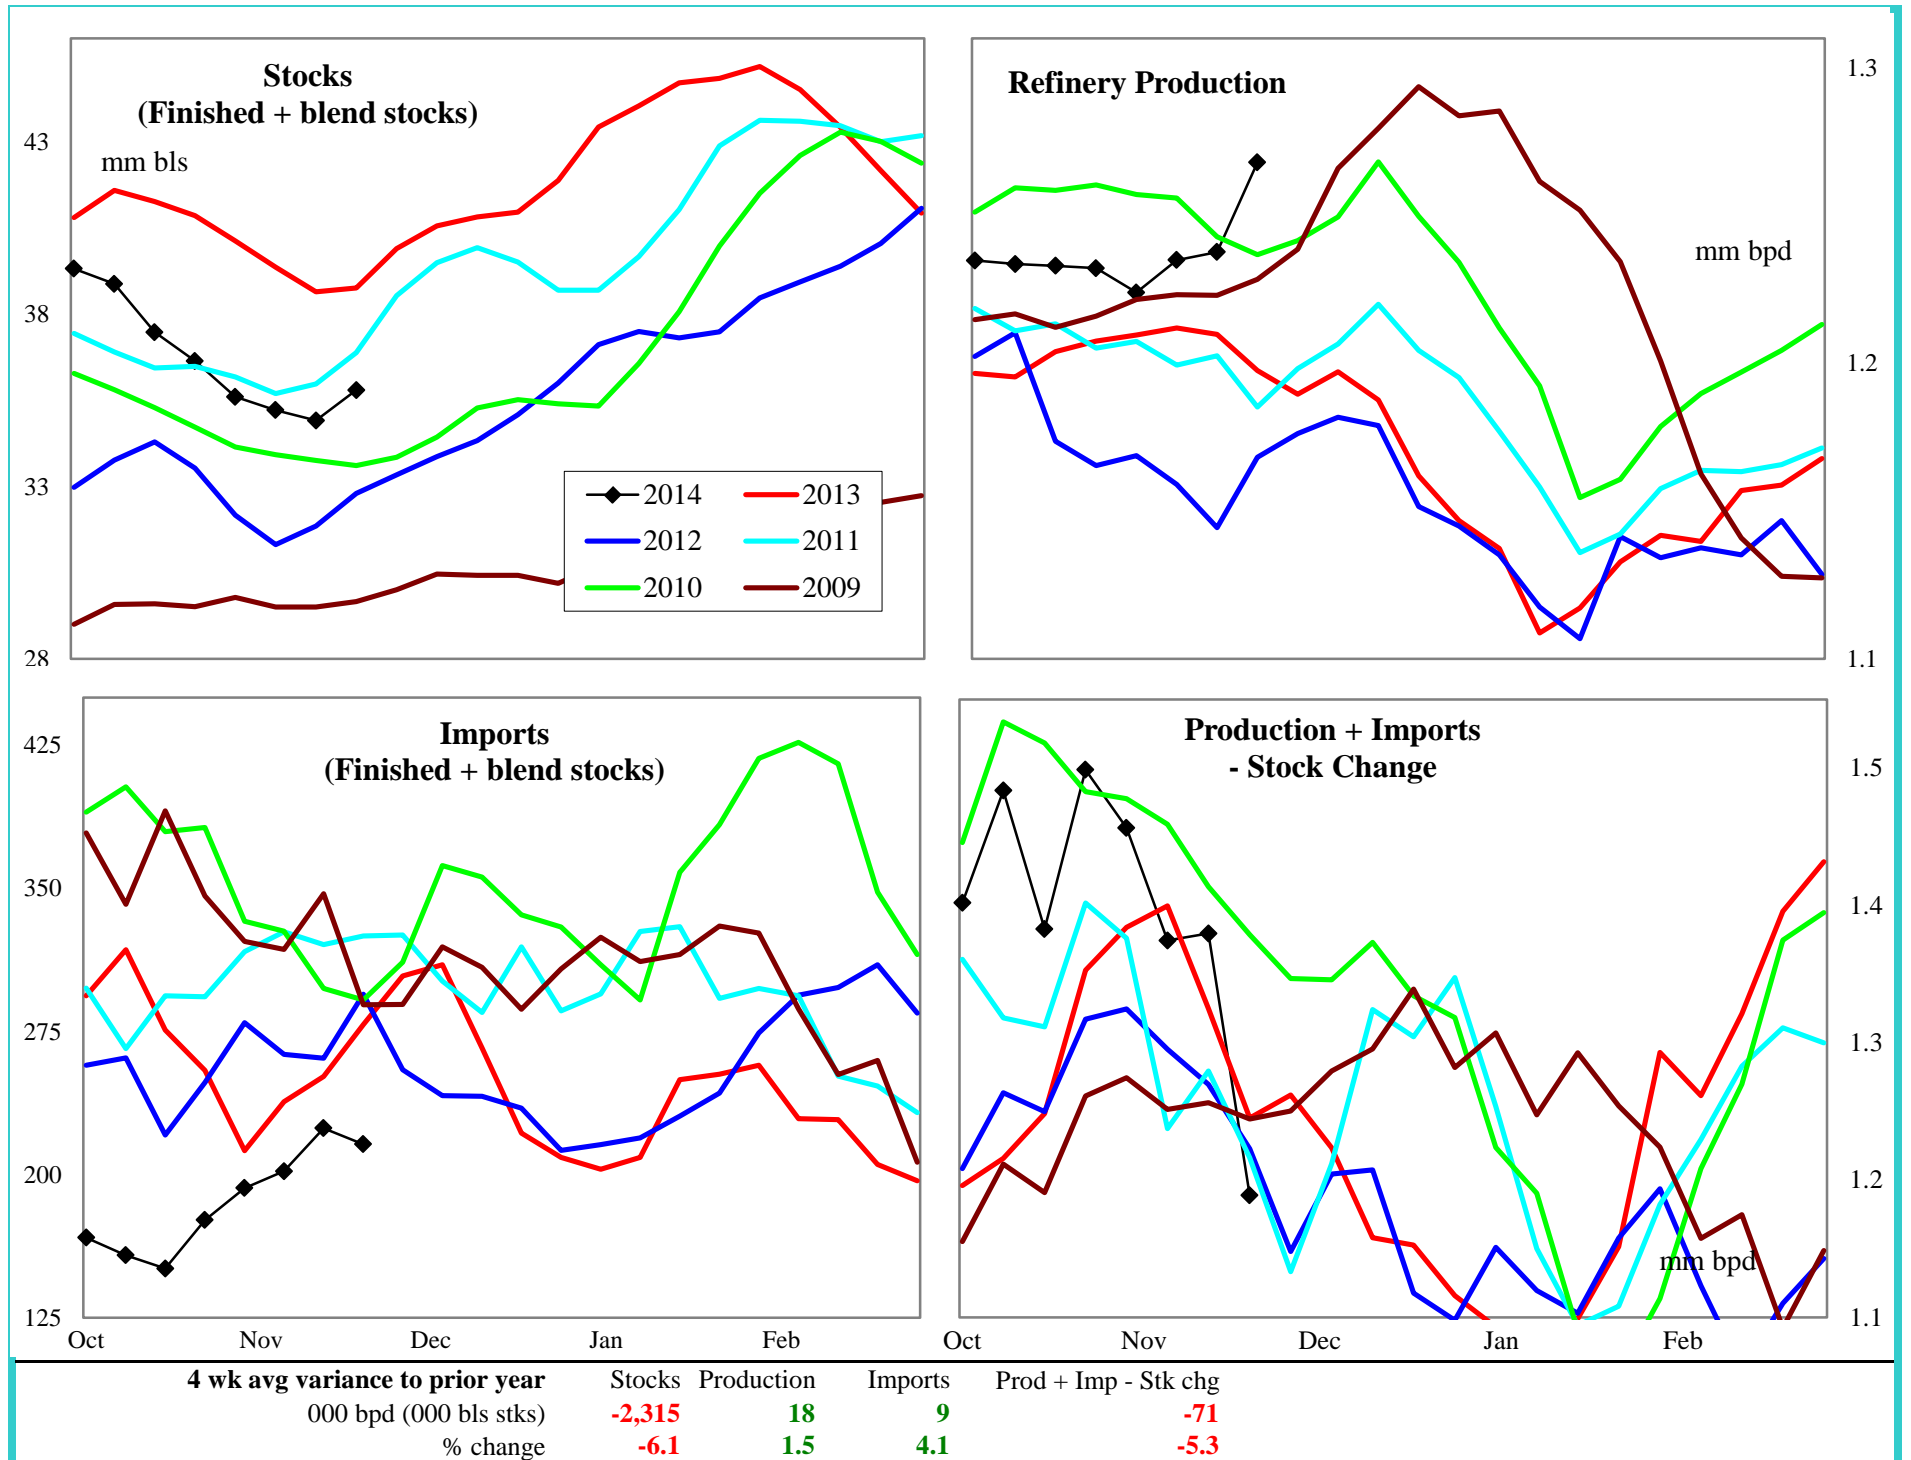 Stocks
(Finished + blend stocks)
mm bls
43
38
33
28
2014 2013
2012 2011
2010 2009
Refinery Production
mm bpd
1.3
1.2
1.1
Imports
(Finished + blend stocks)
425
350
275
200
125
Oct Nov Dec Jan Feb
Production + Imports
- Stock Change
1.5
1.4
1.3
1.2
1.1
mm bpd
Oct Nov Dec Jan Feb
4 wk avg variance to prior year Stocks Production Imports Prod + Imp - Stk chg
000 bpd (000 bls stks) -2,315 18 9 -71
% change -6.1 1.5 4.1 -5.3